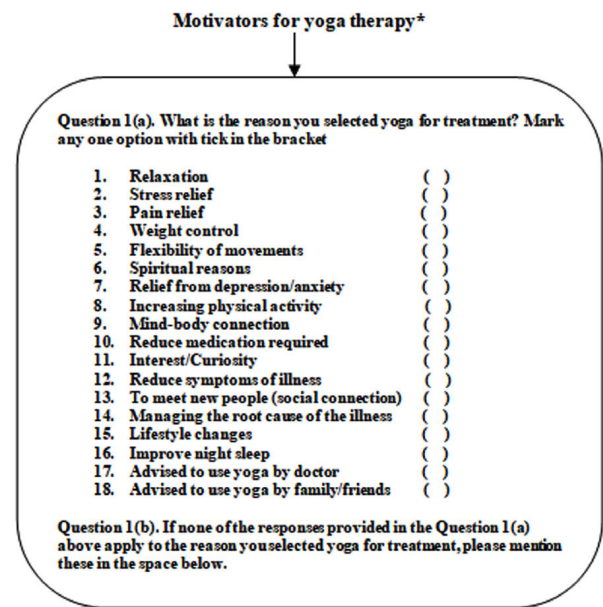 Motivators for yoga therapy*
Question 1(a). What is the reason you selected yoga for treatment? Mark
any one option with tick in the bracket
1. Relaxation ( )
2. Stress relief ( )
3. Pain relief ( )
4. Weight control ( )
5. Flexibility of movements ( )
6. Spiritual reasons ( )
7. Relief from depression/anxiety ( )
8. Increasing physical activity ( )
9. Mind-body connection ( )
10. Reduce medication required ( )
11. Interest/Curiosity ( )
12. Reduce symptoms of illness ( )
13. To meet new people (social connection) ( )
14. Managing the root cause of the illness ( )
15. Lifestyle changes ( )
16. Improve night sleep ( )
17. Advised to use yoga by doctor ( )
18. Advised to use yoga by family/friends ( )
Question 1(b). If none of the responses provided in the Question 1(a)
above apply to the reason you selected yoga for treatment, please mention
these in the space below.